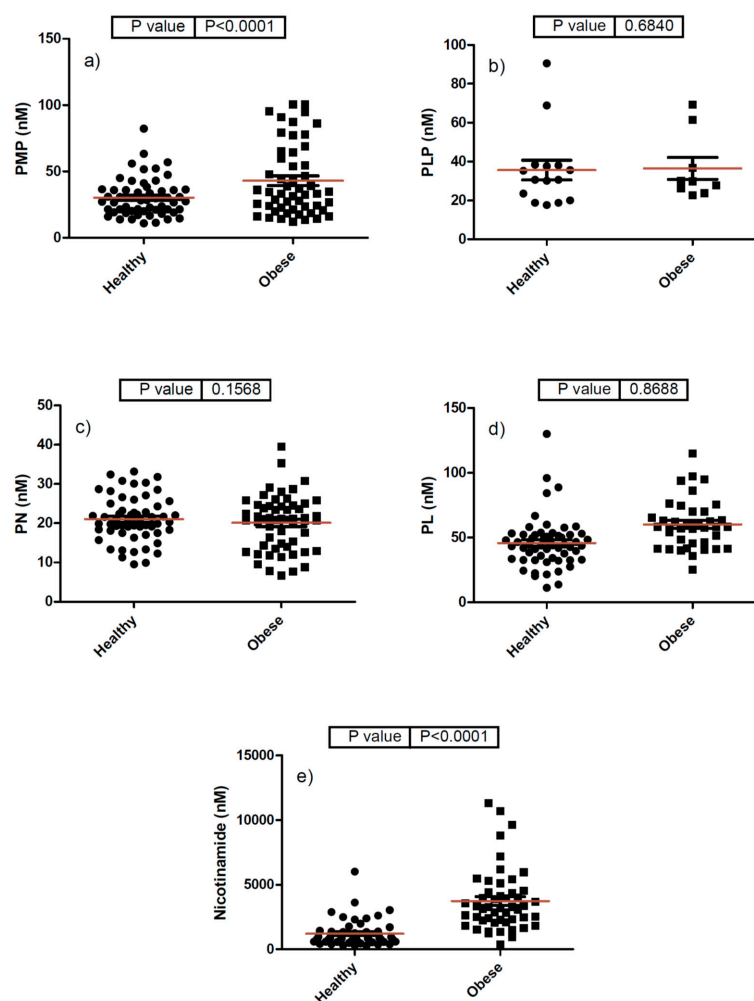 P value P<0.0001
a)
PMP (nM)
150
100
50
0
Healthy
Obese
P value 0.6840
b)
PLP (nM)
100
80
60
40
20
0
Healthy
Obese
P value 0.1568
c)
PN (nM)
50
40
30
20
10
0
Healthy
Obese
P value 0.8688
d)
PL (nM)
150
100
50
0
Healthy
Obese
P value P<0.0001
e)
Nicotinamide (nM)
15000
10000
5000
0
Healthy
Obese